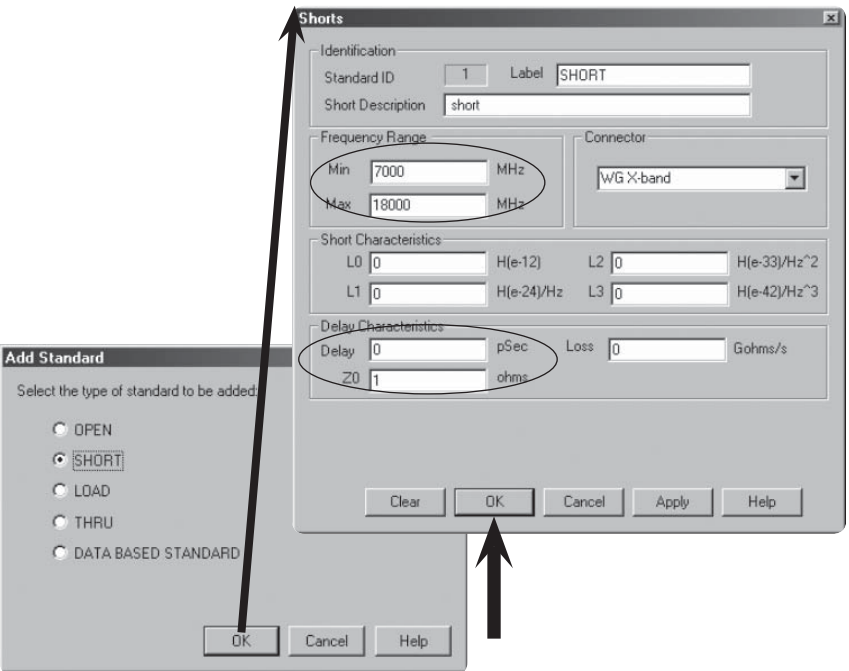 Shorts
Identification
Standard ID 1 Label SHORT
Short Description short
Frequency Range
Min 7000 MHz
Max 18000 MHz
Connector
WG X-band
Short Characteristics
L0 0 H(e-12) L2 0 H(e-33)/Hz^2
L1 0 H(e-24)/Hz L3 0 H(e-42)/Hz^3
Delay Characteristics
Delay 0 pSec Loss 0 Gohms/s
Z0 1 ohms
Clear OK Cancel Apply Help
Add Standard
Select the type of standard to be added:
OPEN
SHORT
LOAD
THRU
DATA BASED STANDARD
OK Cancel Help